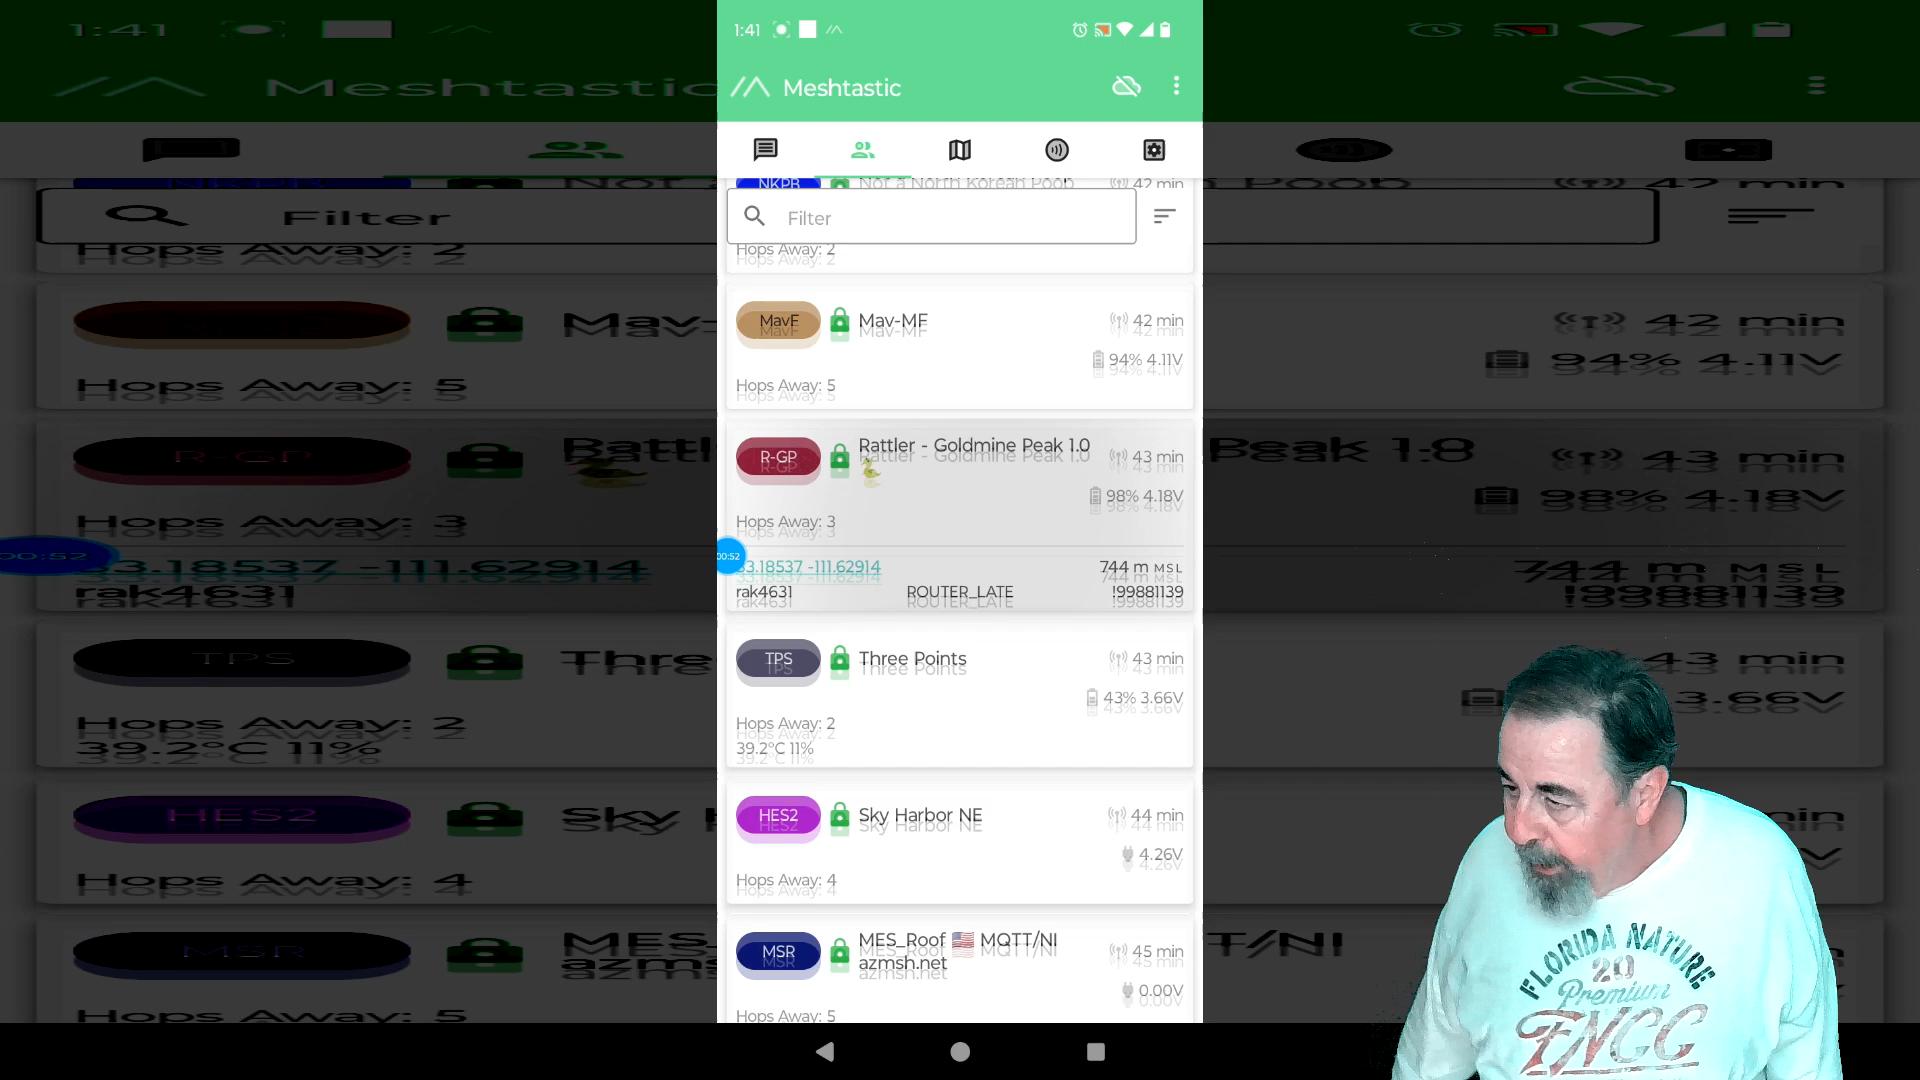 1:41
Meshtastic
NKPB Not a North Korean Poop 42 min
Filter
Hops Away: 2
MavE Mav-MF 42 min
94% 4.11V
Hops Away: 5
R-GP Rattler - Goldmine Peak 1.0 43 min
98% 4.18V
Hops Away: 3
00:52
33.18537 -111.62914 744 m MSL
rak4631 ROUTER_LATE !99881139
TPS Three Points 43 min
43% 3.66V
Hops Away: 2
39.2°C 11%
HES2 Sky Harbor NE 44 min
4.26V
Hops Away: 4
MSR MES_Roof 🇺🇸 MQTT/NI 45 min
azmsh.net
0.00V
Hops Away: 5
FLORIDA NATURE
20
Premium
FNCC